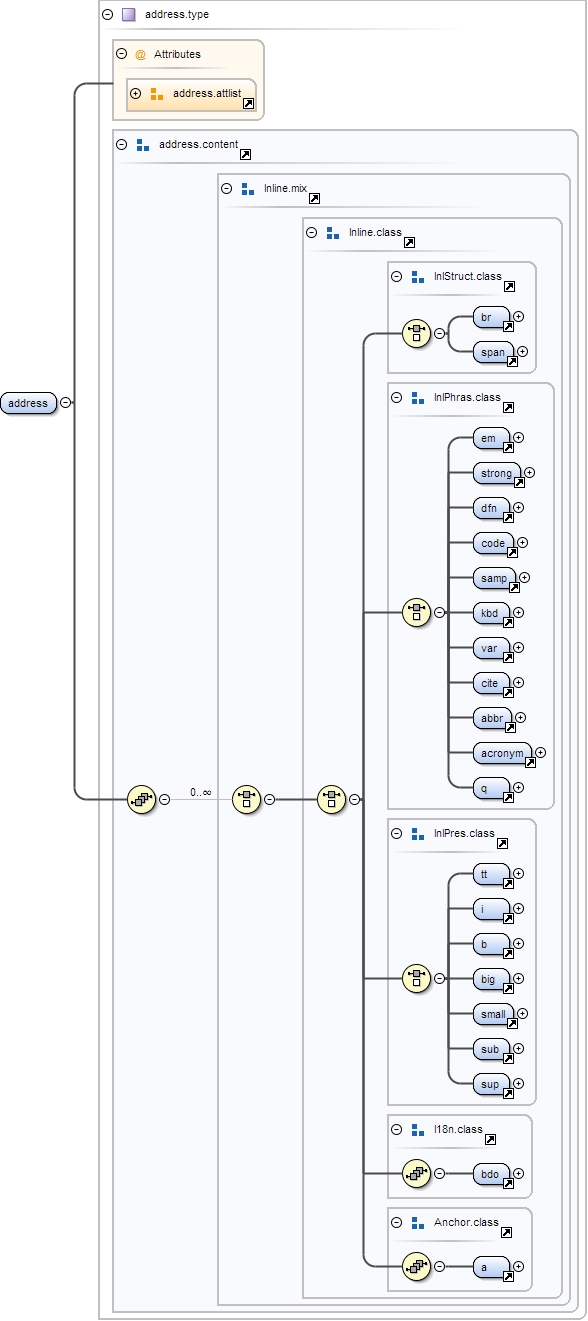 address.type
@ Attributes
address.attlist
address.content
Inline.mix
Inline.class
InlStruct.class
br
span
InlPhras.class
address
em
strong
dfn
code
samp
kbd
var
cite
abbr
acronym
q
0..∞
InlPres.class
tt
i
b
big
small
sub
sup
I18n.class
bdo
Anchor.class
a